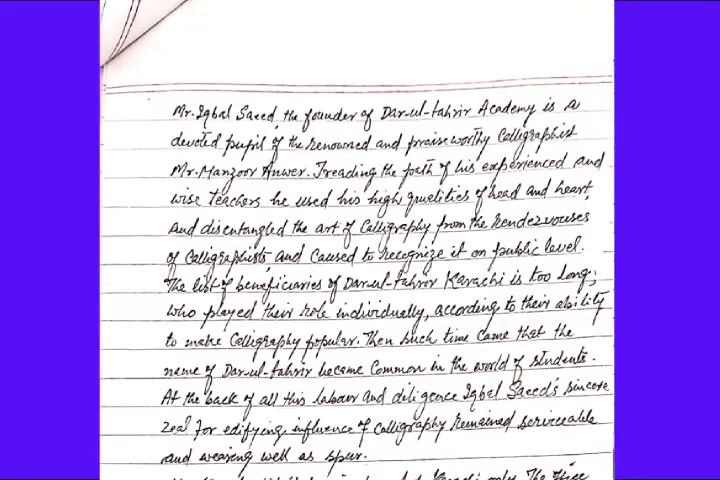 Mr. Iqbal Saeed, the founder of Dar-ul-tahrir Academy is a
devoted pupil of the renowned and praiseworthy Calligraphist
Mr. Manzoor Anwer. Treading the path of his experienced and
wise teachers he used his high quelities of head and heart,
and disentangled the art of Calligraphy from the Rendezvouses
of Calligraphists, and caused to recognize it on public level.
The list of beneficiaries of Dar-ul-tahrir Karachi is too long;
who played their role individually, according to their ability
to make Calligraphy popular. Then such time came that the
name of Dar-ul-tahrir became common in the world of students.
At the back of all this labour and diligence Iqbal Saeed's sincere
zeal for edifying influence of Calligraphy remained serviceable
and wearing well as spur.
Karachi only. The